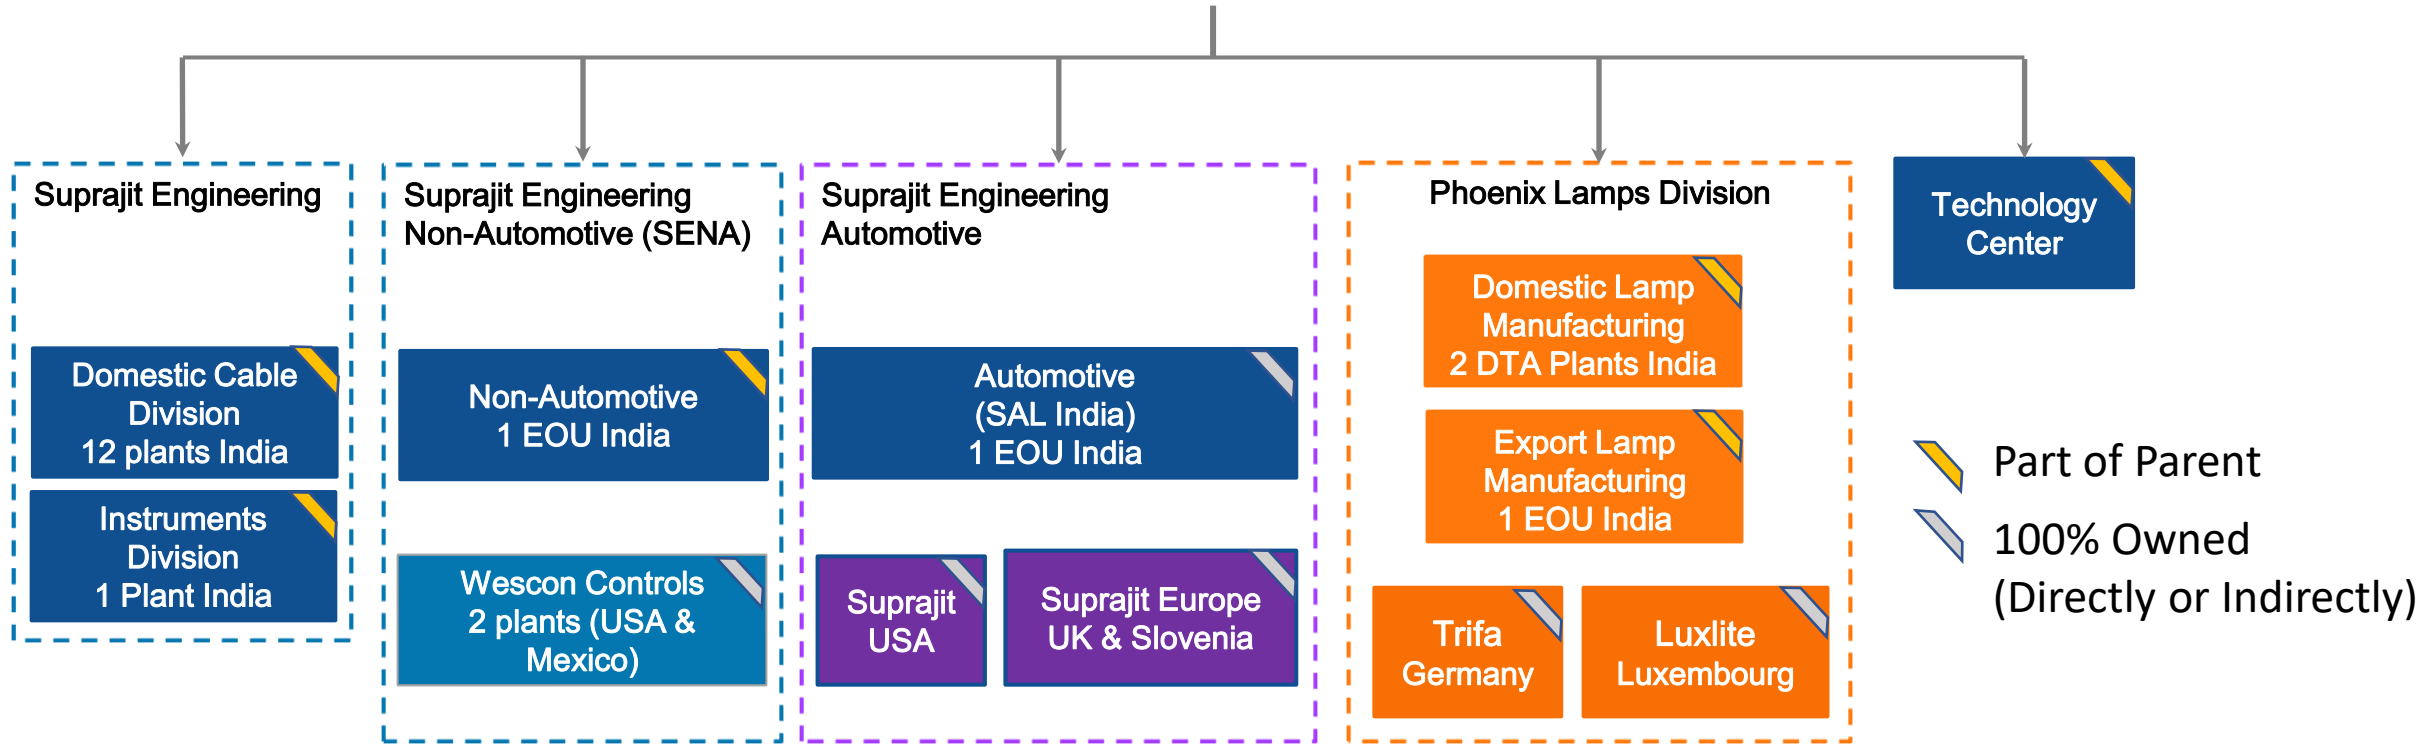 Suprajit Engineering
Domestic Cable
Division
12 plants India
Instruments
Division
1 Plant India
Suprajit Engineering
Non-Automotive (SENA)
Non-Automotive
1 EOU India
Wescon Controls
2 plants (USA &
Mexico)
Suprajit Engineering
Automotive
Automotive
(SAL India)
1 EOU India
Suprajit
USA
Suprajit Europe
UK & Slovenia
Phoenix Lamps Division
Domestic Lamp
Manufacturing
2 DTA Plants India
Export Lamp
Manufacturing
1 EOU India
Trifa
Germany
Luxlite
Luxembourg
Technology
Center
Part of Parent
100% Owned
(Directly or Indirectly)